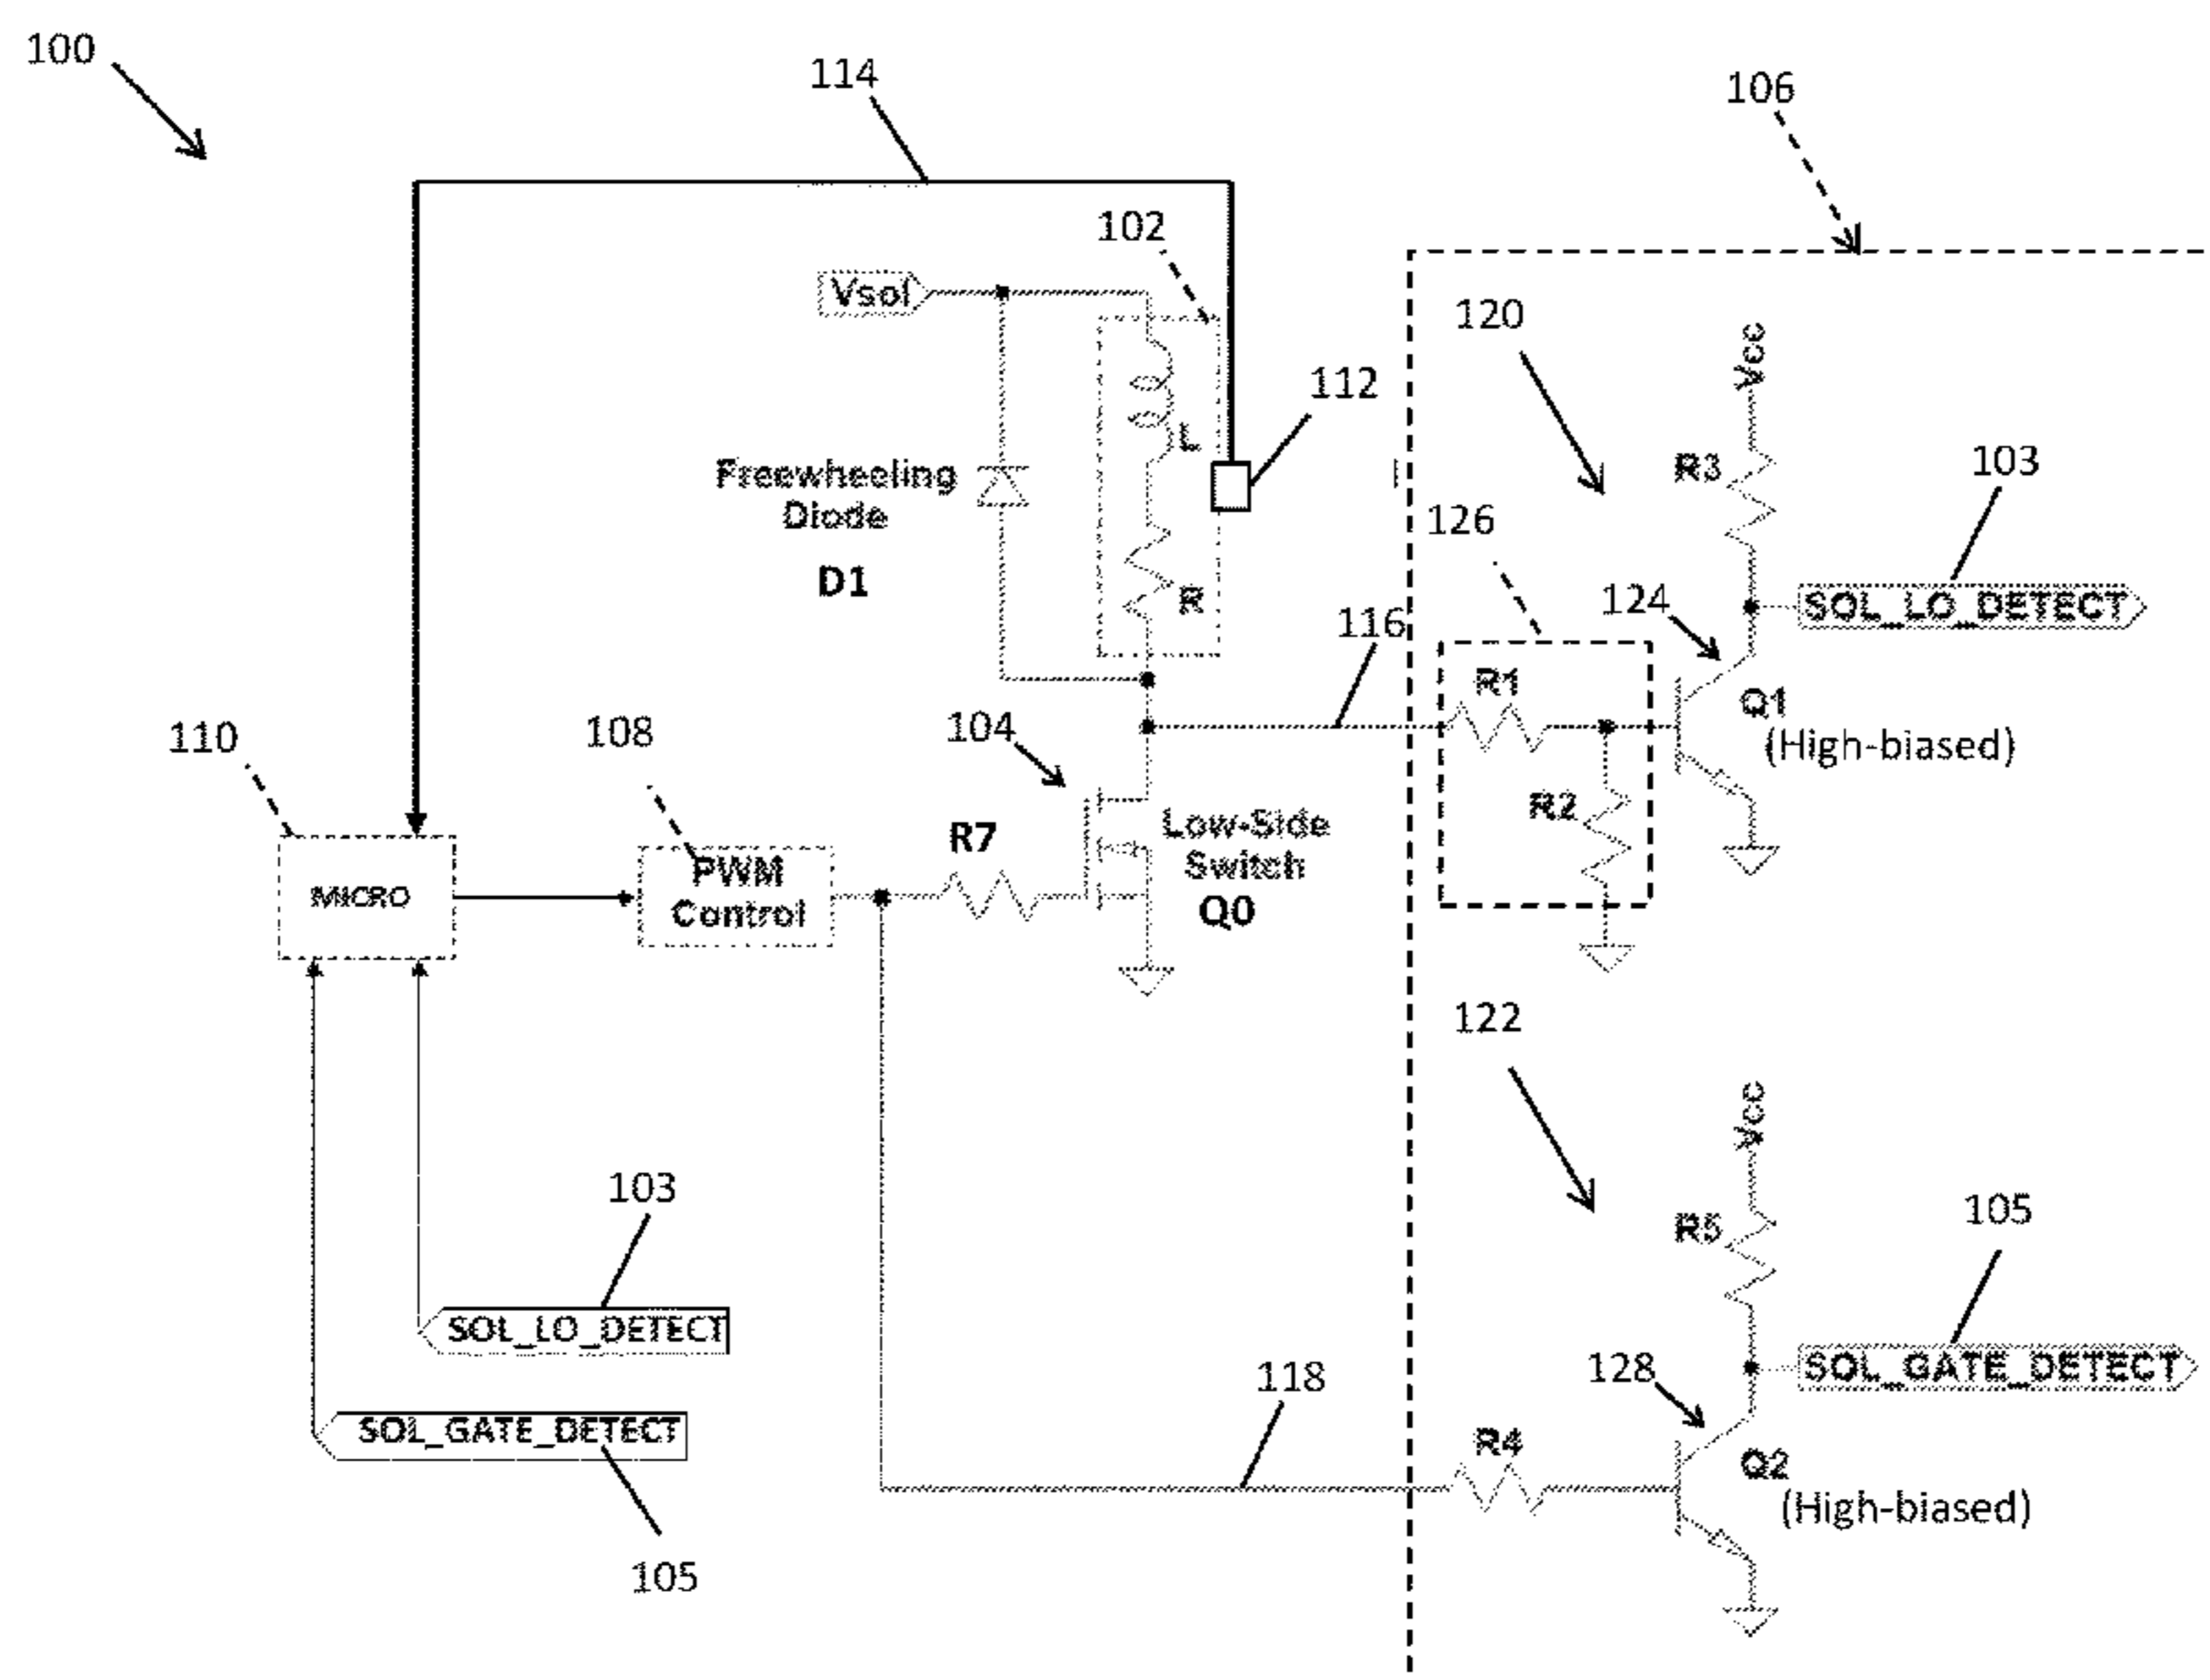 100
114
106
102
Vsol
120
Vcc
112
L
R3
103
Freewheeling
Diode
126
D1
R
124
SOL_LO_DETECT
116
R1
Q1
(High-biased)
110
108
104
R2
R7
Low-Side
Switch
Q0
MICRO
PWM
Control
122
Vcc
103
R5
105
SOL_LO_DETECT
118
128
SOL_GATE_DETECT
SOL_GATE_DETECT
R4
Q2
(High-biased)
105